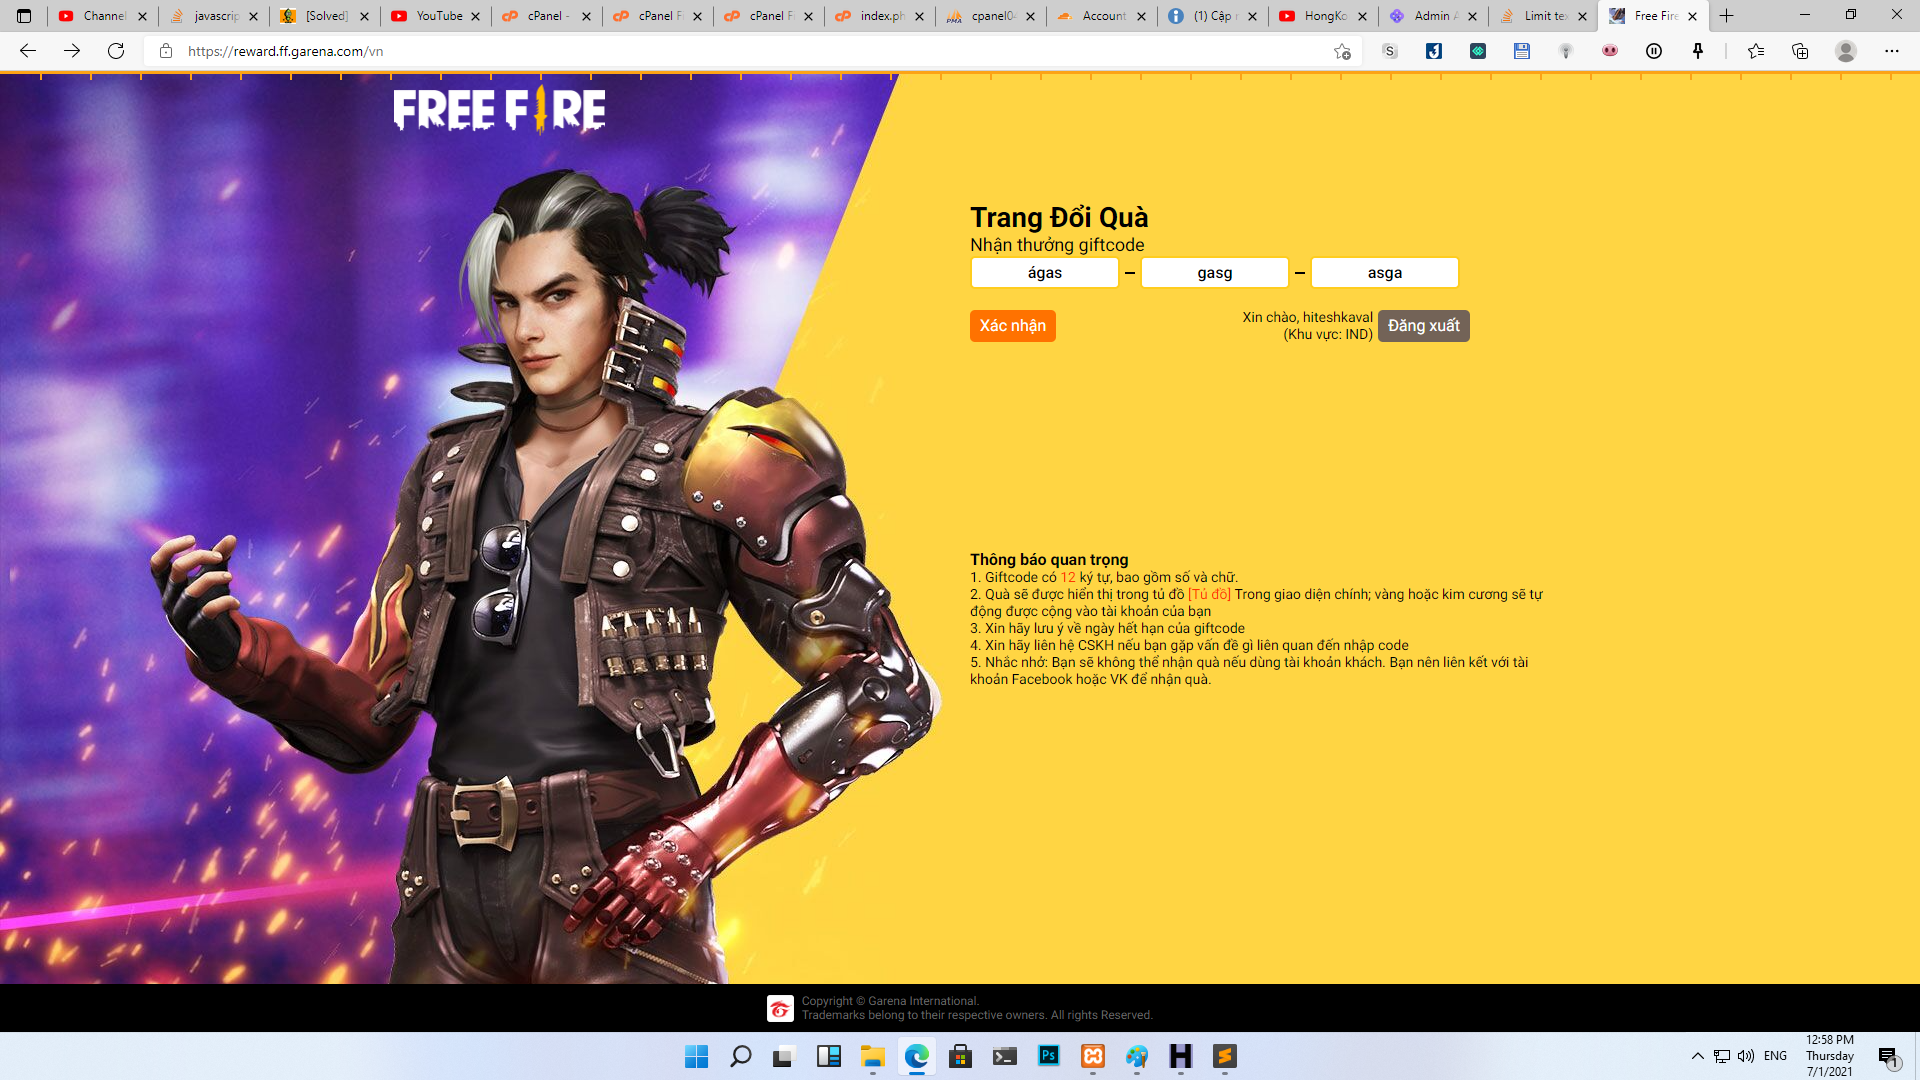 Channel
javascrip
[Solved]
YouTube
cPanel -
cPanel Fi
cPanel Fi
index.ph
cpanel04
Account
(1) Cập n
HongKo
Admin A
Limit tex
Free Fire
https://reward.ff.garena.com/vn
FREE FIRE
Trang Đổi Quà
Nhận thưởng giftcode
ágas – gasg – asga
Xác nhận
Xin chào, hiteshkaval
(Khu vực: IND)
Đăng xuất
Thông báo quan trọng
1. Giftcode có 12 ký tự, bao gồm số và chữ.
2. Quà sẽ được hiển thị trong tủ đồ [Tủ đồ] Trong giao diện chính; vàng hoặc kim cương sẽ tự
động được cộng vào tài khoản của bạn
3. Xin hãy lưu ý về ngày hết hạn của giftcode
4. Xin hãy liên hệ CSKH nếu bạn gặp vấn đề gì liên quan đến nhập code
5. Nhắc nhở: Bạn sẽ không thể nhận quà nếu dùng tài khoản khách. Bạn nên liên kết với tài
khoản Facebook hoặc VK để nhận quà.
Copyright © Garena International.
Trademarks belong to their respective owners. All rights Reserved.
Ps
ENG
12:58 PM
Thursday
7/1/2021
1